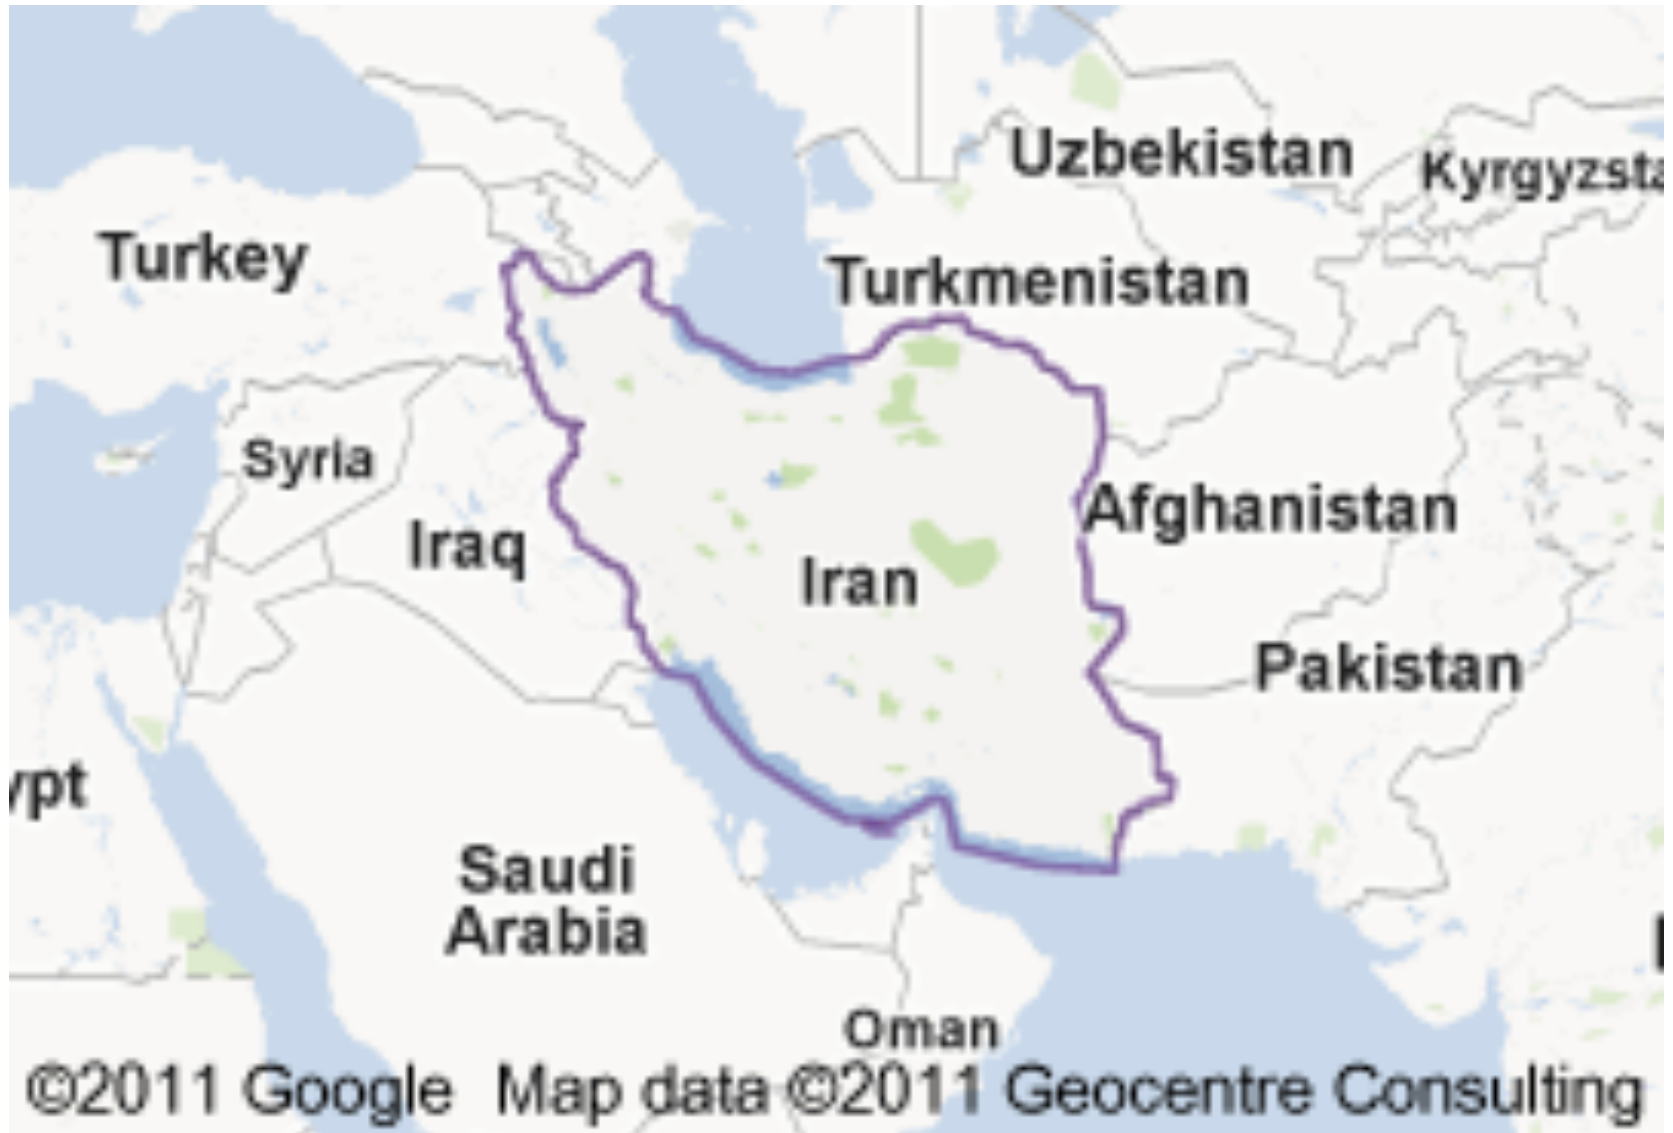 Uzbekistan
Kyrgyzsta
Turkey
Turkmenistan
Syria
Afghanistan
Iraq
Iran
Pakistan
ypt
Saudi
Arabia
Oman
©2011 Google Map data ©2011 Geocentre Consulting